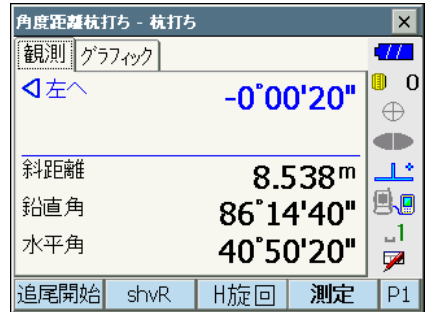 角度距離杭打ち - 杭打ち
観測 グラフィック
左へ -0°00'20" 0
斜距離 8.538m
鉛直角 86°14'40"
水平角 40°50'20" 1
追尾開始 shvR H旋回 測定 P1